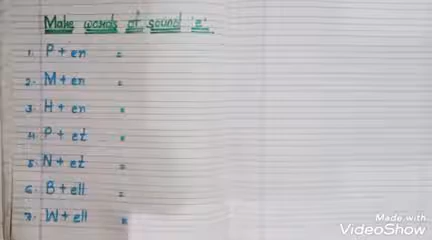 Make words of sound 'e'.
1. P + en =
2. M + en =
3. H + en =
4. P + et =
5. N + et =
6. B + ell =
7. W + ell =
Made with
VideoShow